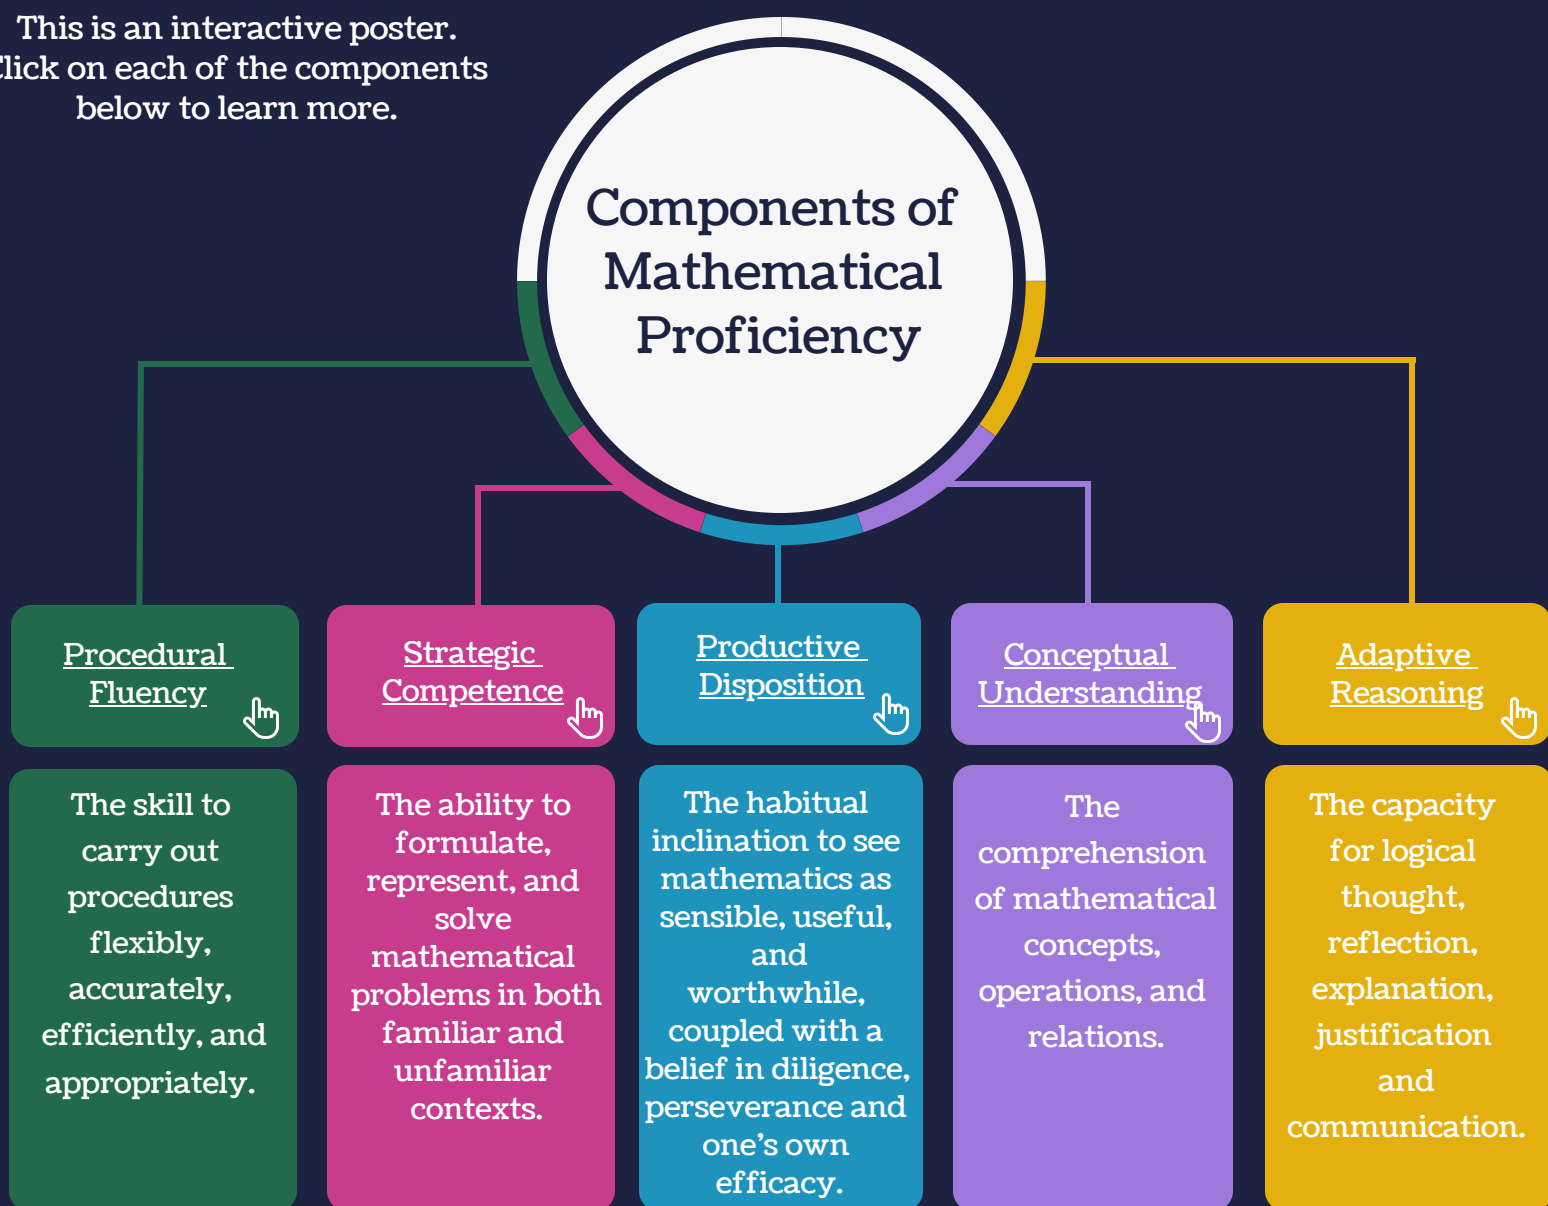 This is an interactive poster.
Click on each of the components
below to learn more.
Components of
Mathematical
Proficiency
Procedural
Fluency
Strategic
Competence
Productive
Disposition
Conceptual
Understanding
Adaptive
Reasoning
The skill to
carry out
procedures
flexibly,
accurately,
efficiently, and
appropriately.
The ability to
formulate,
represent, and
solve
mathematical
problems in both
familiar and
unfamiliar
contexts.
The habitual
inclination to see
mathematics as
sensible, useful,
and
worthwhile,
coupled with a
belief in diligence,
perseverance and
one’s own
efficacy.
The
comprehension
of mathematical
concepts,
operations, and
relations.
The capacity
for logical
thought,
reflection,
explanation,
justification
and
communication.